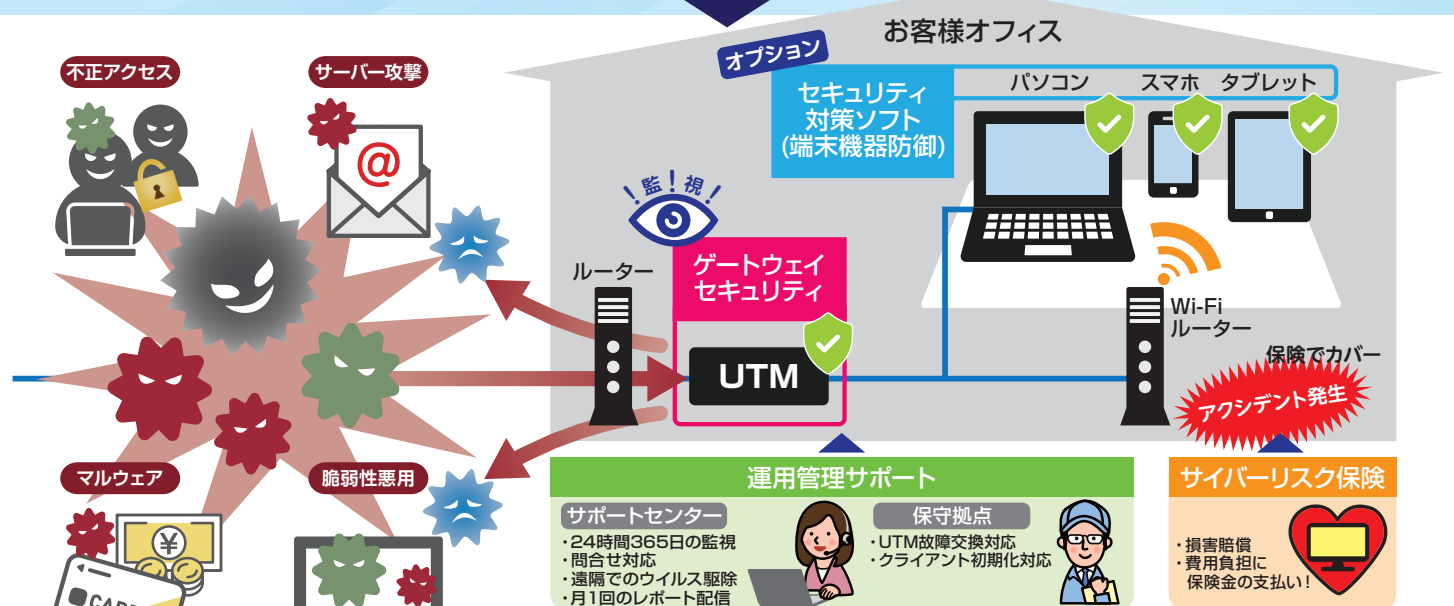 お客様オフィス
オプション
不正アクセス
サーバー攻撃
セキュリティ
対策ソフト
(端末機器防御)
パソコン
スマホ
タブレット
@
監!視!
ルーター
ゲートウェイ
セキュリティ
UTM
Wi-Fi
ルーター
保険でカバー
アクシデント発生
マルウェア
脆弱性悪用
¥
CARD
運用管理サポート
サポートセンター
・24時間365日の監視
・問合せ対応
・遠隔でのウイルス駆除
・月1回のレポート配信
保守拠点
・UTM故障交換対応
・クライアント初期化対応
サイバーリスク保険
・損害賠償
・費用負担に
保険金の支払い!